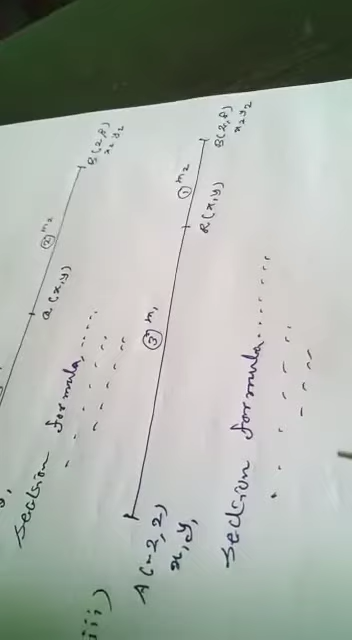 ② m₂
Q (x,y)
B(2,8)
x₂ y₂
section formula.....
iii)
A(-2,2)
x₁ y₁
③ m₁
① m₂
R (x,y)
B(2,8)
x₂ y₂
section formula.......